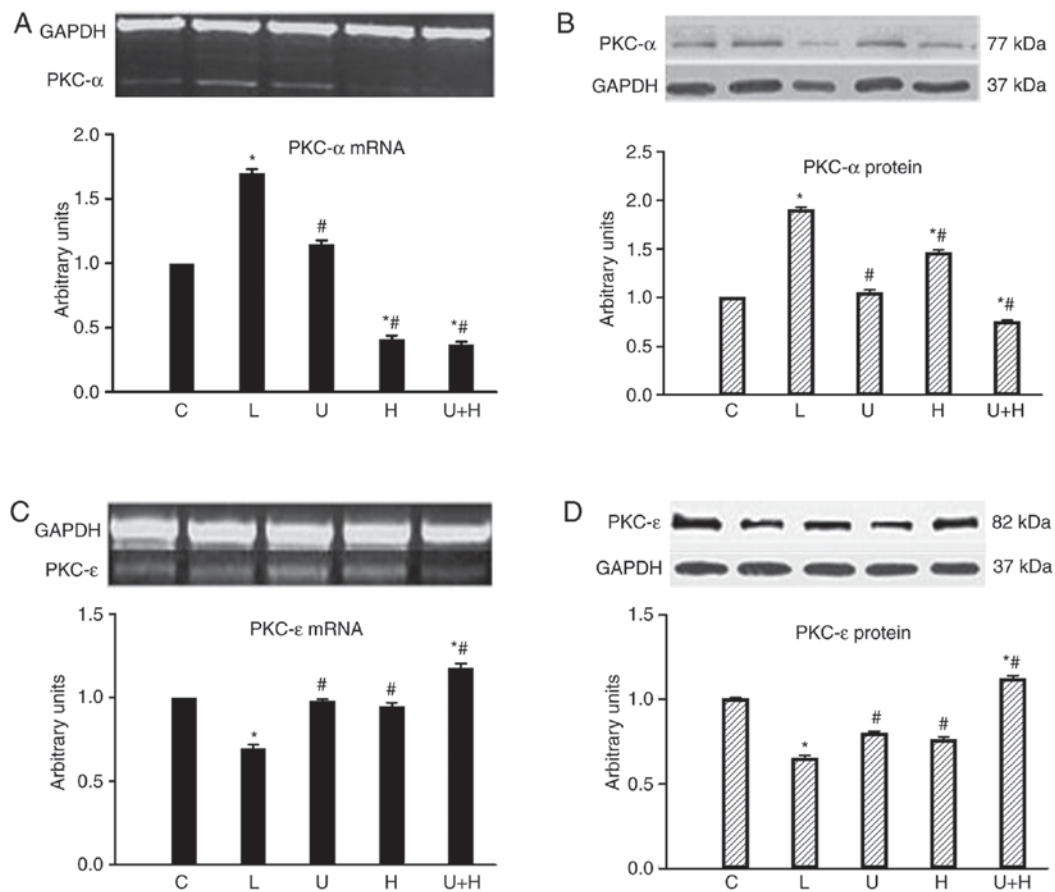 A
GAPDH
PKC-α
PKC-α mRNA
Arbitrary units
2.0
1.5
1.0
0.5
0.0
*
#
*#
*#
C L U H U+H
B
PKC-α 77 kDa
GAPDH 37 kDa
PKC-α protein
Arbitrary units
2.5
2.0
1.5
1.0
0.5
0.0
*
#
*#
*#
C L U H U+H
C
GAPDH
PKC-ε
PKC-ε mRNA
Arbitrary units
1.5
1.0
0.5
0.0
*
#
#
*#
C L U H U+H
D
PKC-ε 82 kDa
GAPDH 37 kDa
PKC-ε protein
Arbitrary units
1.5
1.0
0.5
0.0
*
#
#
*#
C L U H U+H